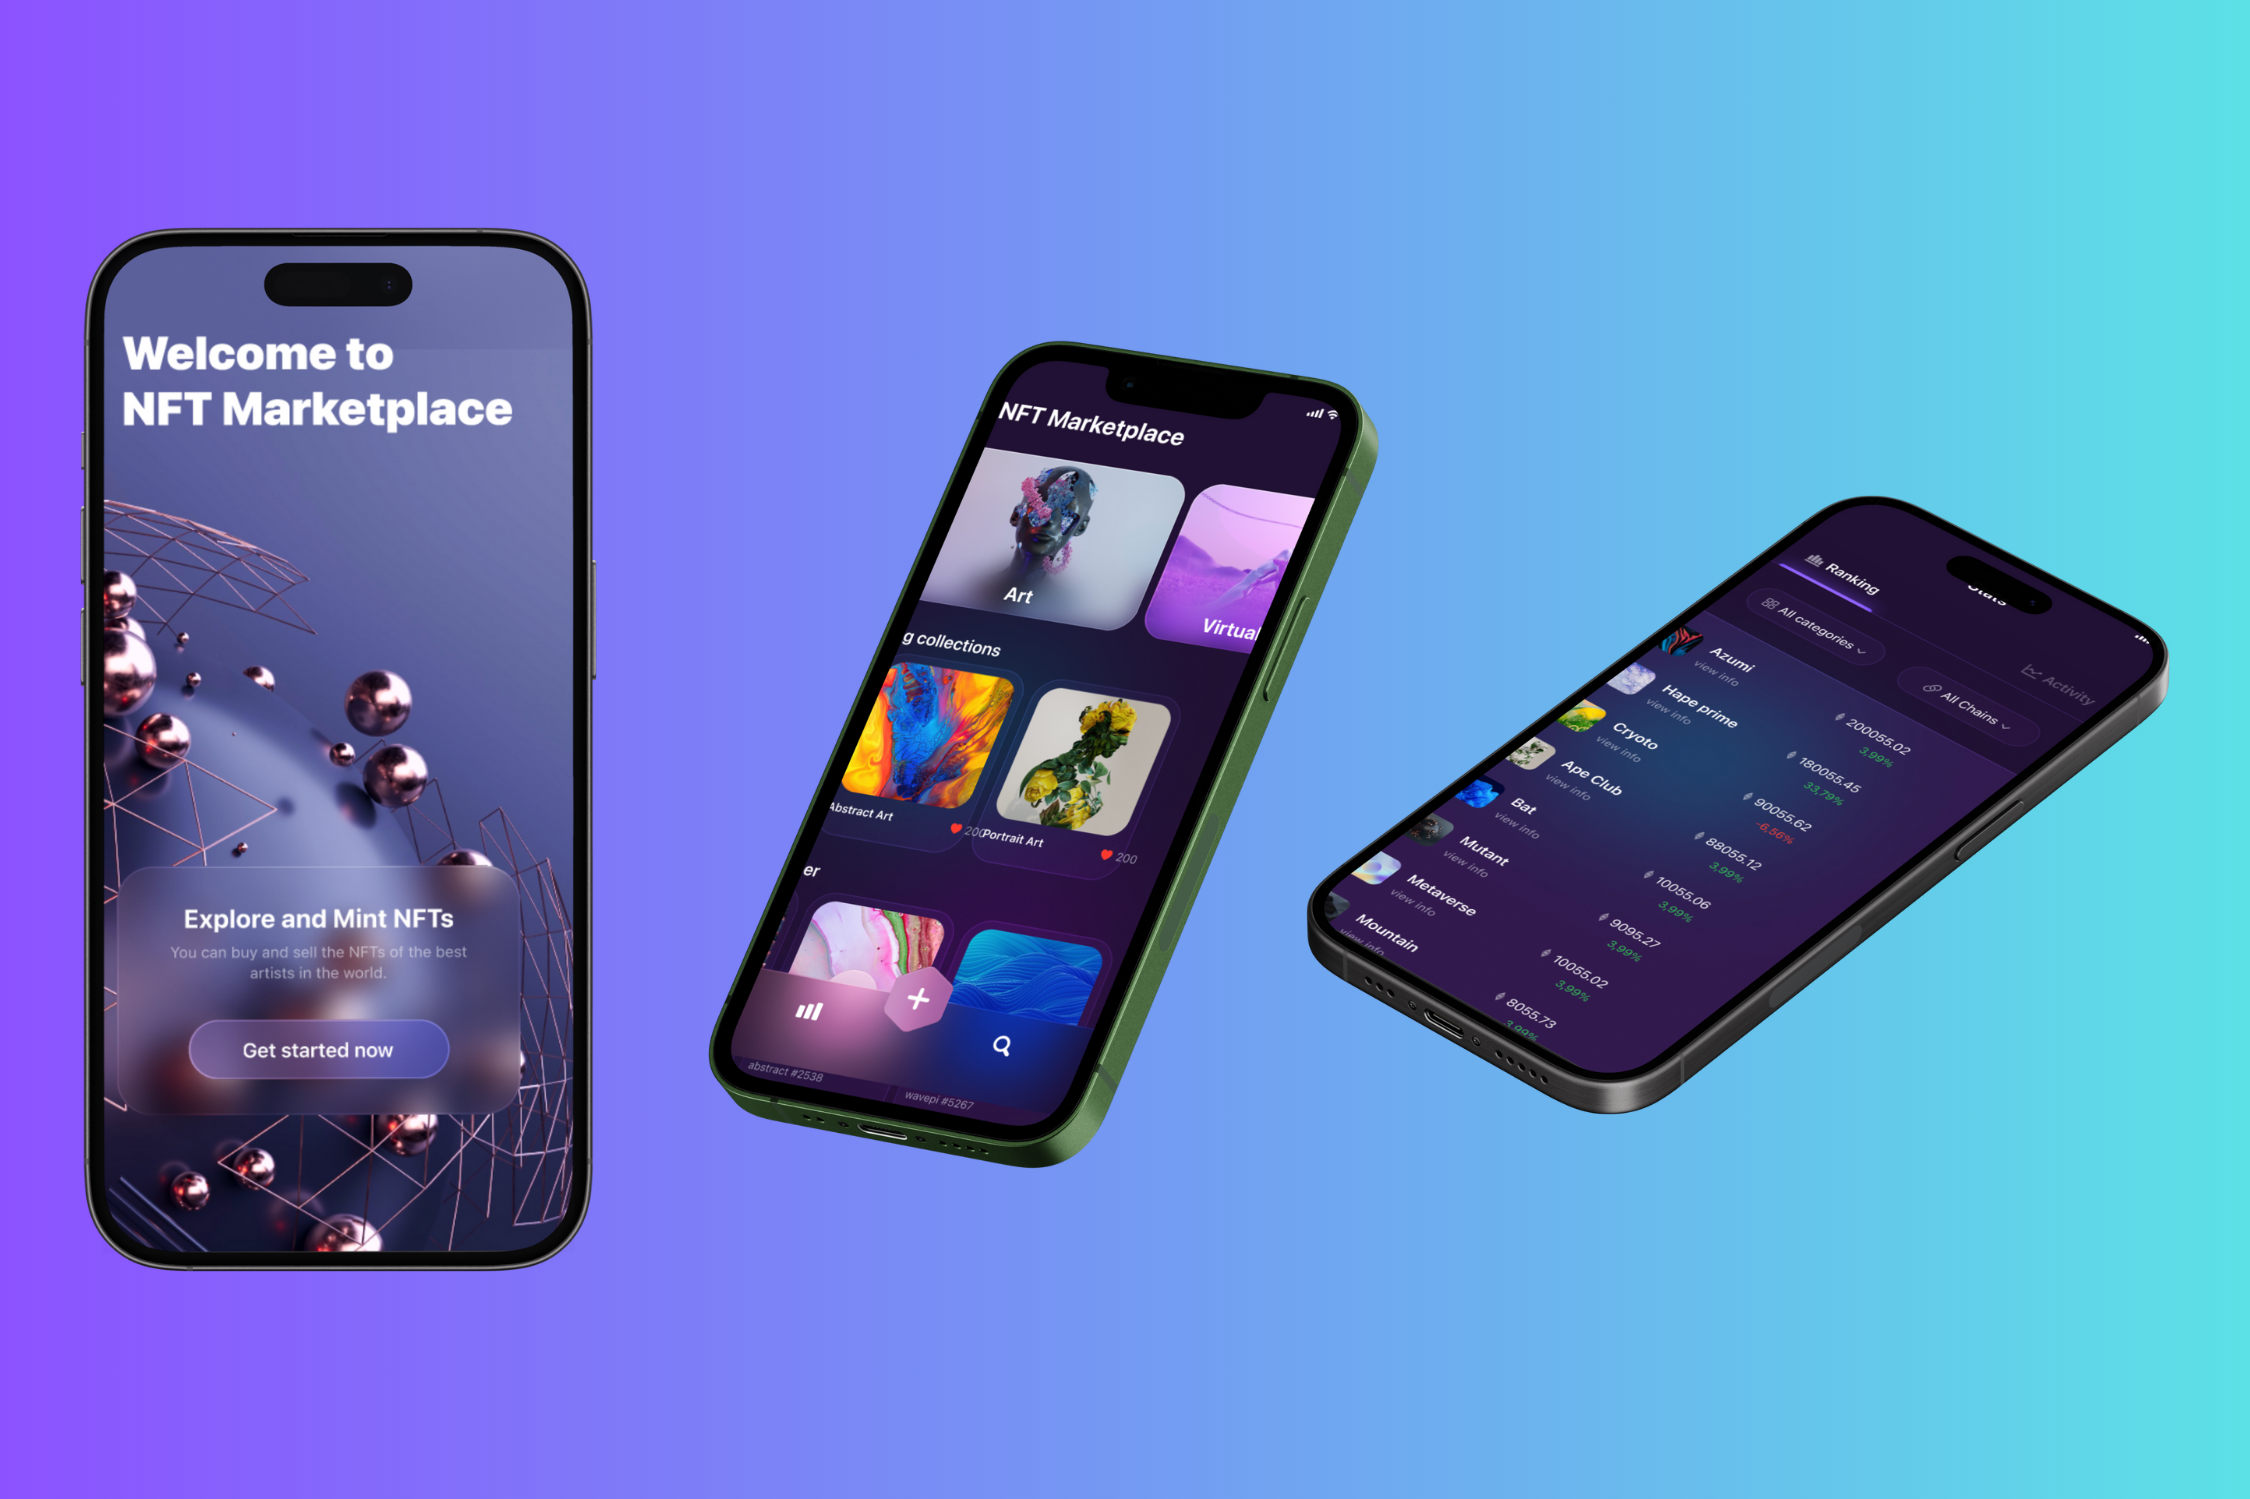 Welcome to
NFT Marketplace
Explore and Mint NFTs
You can buy and sell the NFTs of the best
artists in the world.
Get started now
NFT Marketplace
Art
Virtual
g collections
Abstract Art
200
Portrait Art
200
er
abstract #2538
wavepi #5267
Stats
Ranking
Activity
All categories
All Chains
Azumi
view info
200055.02
3,99%
Hape prime
view info
180055.45
33,79%
Cryoto
view info
90055.62
-6,56%
Ape Club
view info
88055.12
3,99%
Bat
view info
10055.06
3,99%
Mutant
view info
9095.27
3,99%
Metaverse
view info
10055.02
3,99%
Mountain
view info
8055.73
3,99%